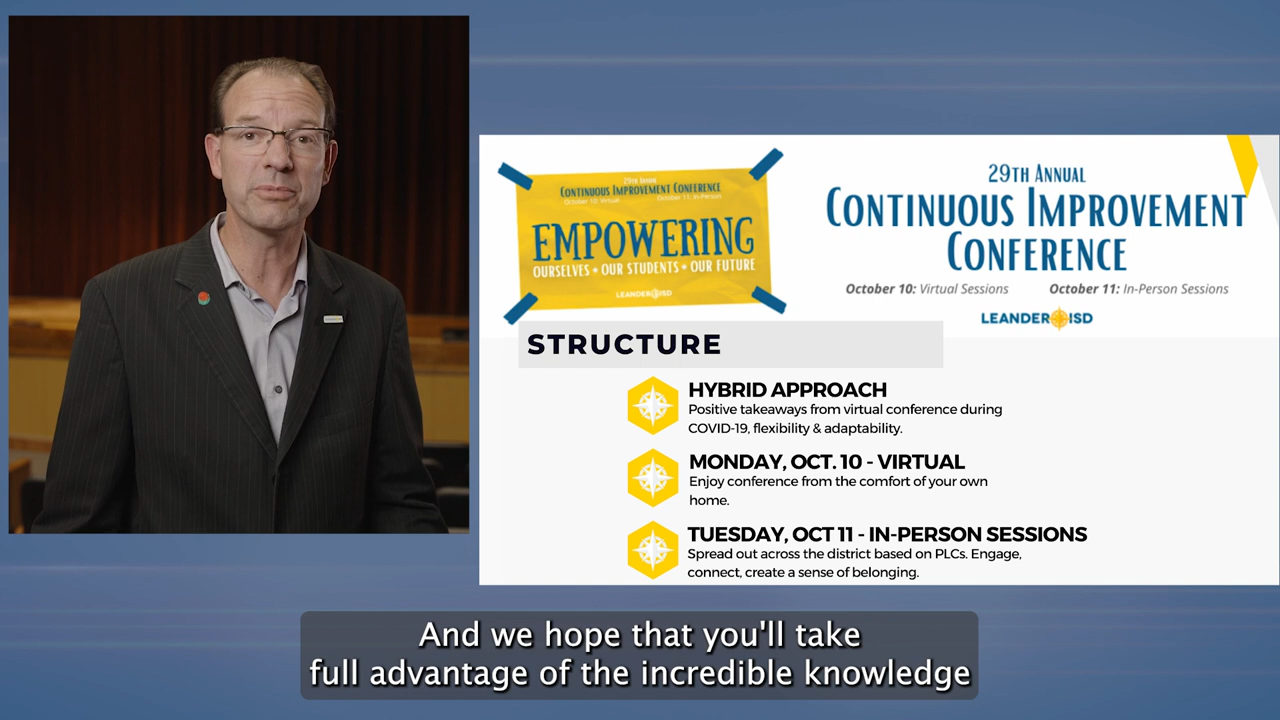 29TH ANNUAL
CONTINUOUS IMPROVEMENT CONFERENCE
October 10: Virtual
October 11: In-Person
EMPOWERING
OURSELVES • OUR STUDENTS • OUR FUTURE
LEANDER ISD
29TH ANNUAL
CONTINUOUS IMPROVEMENT
CONFERENCE
October 10: Virtual Sessions
October 11: In-Person Sessions
LEANDER ISD
STRUCTURE
HYBRID APPROACH
Positive takeaways from virtual conference during
COVID-19, flexibility & adaptability.
MONDAY, OCT. 10 - VIRTUAL
Enjoy conference from the comfort of your own
home.
TUESDAY, OCT 11 - IN-PERSON SESSIONS
Spread out across the district based on PLCs. Engage,
connect, create a sense of belonging.
And we hope that you'll take
full advantage of the incredible knowledge